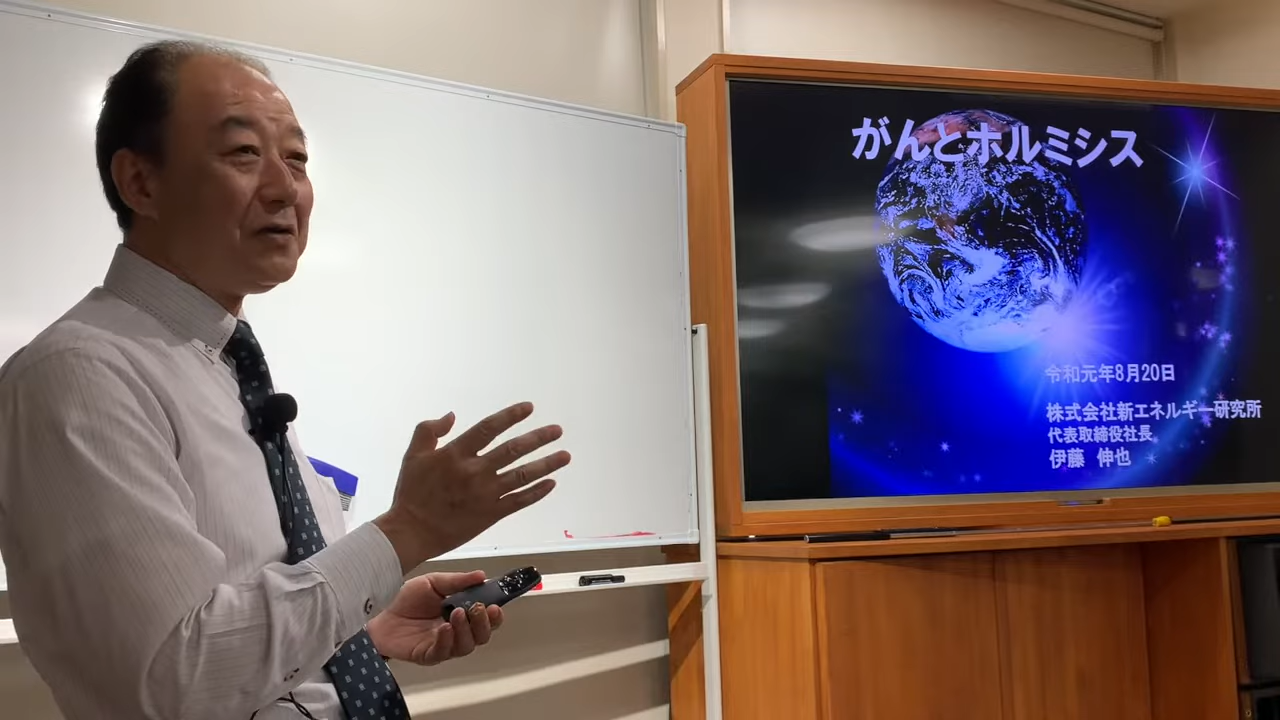 がんとホルミシス
令和元年8月20日
株式会社新エネルギー研究所
代表取締役社長
伊藤 伸也